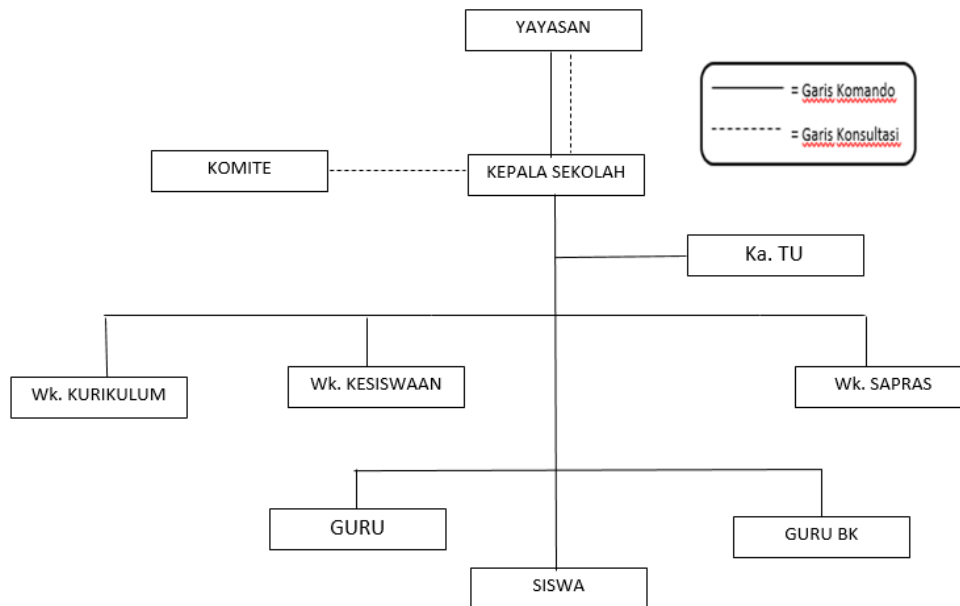 YAYASAN
= Garis Komando
= Garis Konsultasi
KOMITE
KEPALA SEKOLAH
Ka. TU
Wk. KURIKULUM
Wk. KESISWAAN
Wk. SAPRAS
GURU
GURU BK
SISWA